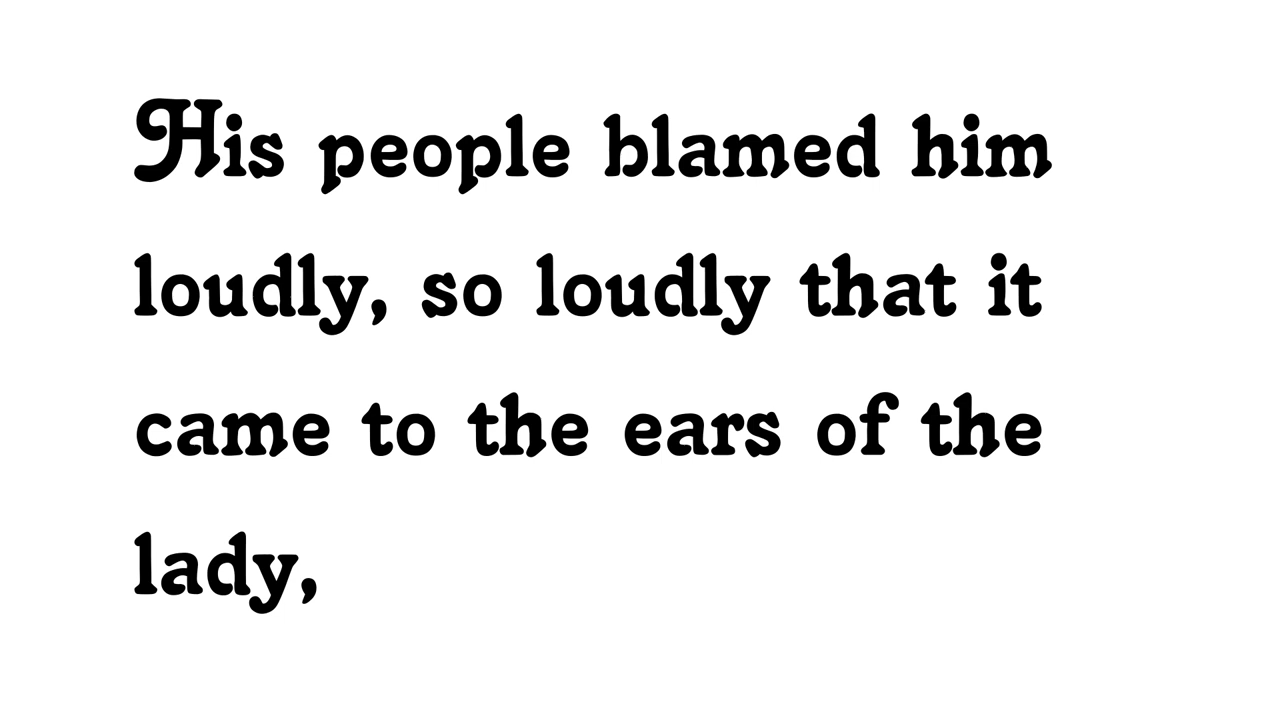 His people blamed him
loudly, so loudly that it
came to the ears of the
lady,